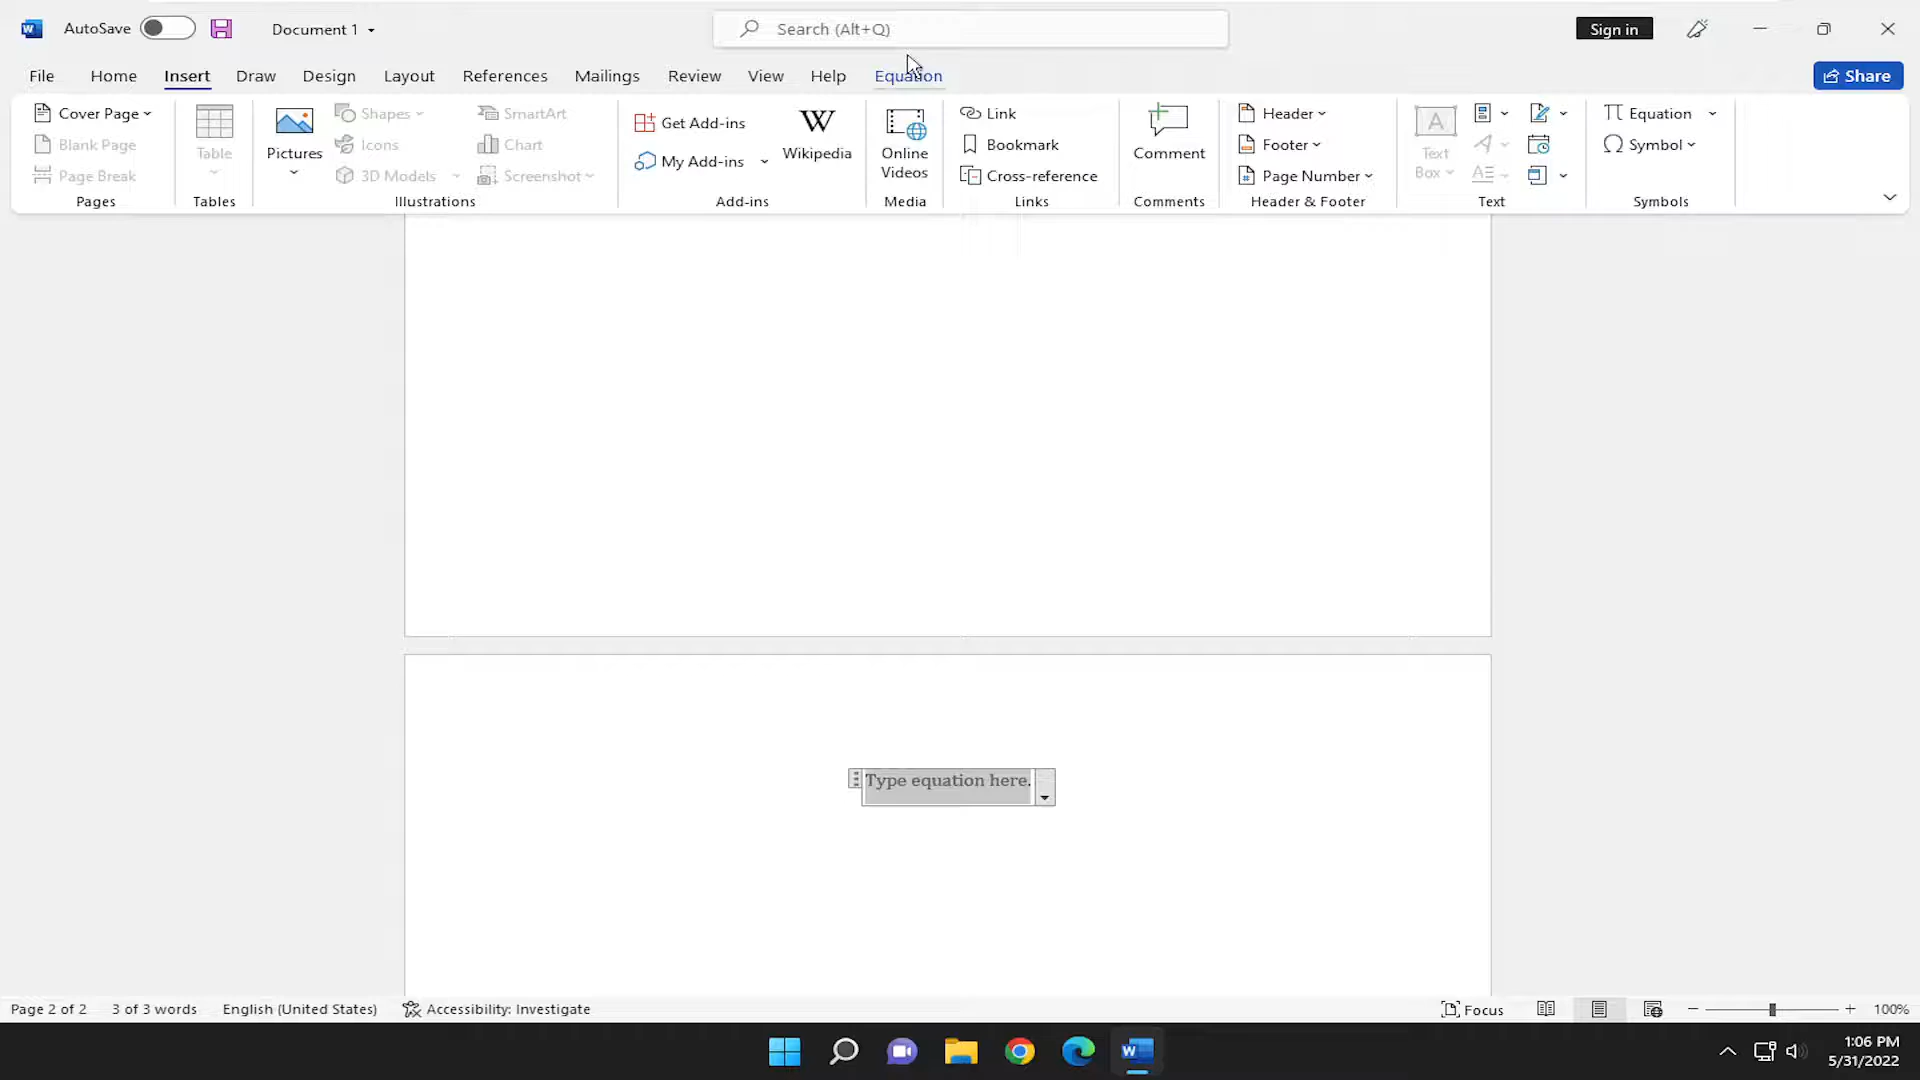 AutoSave Document 1 Search (Alt+Q) Sign in
File Home Insert Draw Design Layout References Mailings Review View Help Equation Share
Cover Page
Blank Page
Page Break
Pages
Table
Tables
Pictures
Shapes
Icons
3D Models
SmartArt
Chart
Screenshot
Illustrations
Get Add-ins
My Add-ins
W
Wikipedia
Add-ins
Online
Videos
Media
Link
Bookmark
Cross-reference
Links
Comment
Comments
Header
Footer
Page Number
Header & Footer
A
Text
Box
Text
π Equation
Ω Symbol
Symbols
Type equation here.
Page 2 of 2 3 of 3 words English (United States) Accessibility: Investigate Focus 100%
1:06 PM
5/31/2022